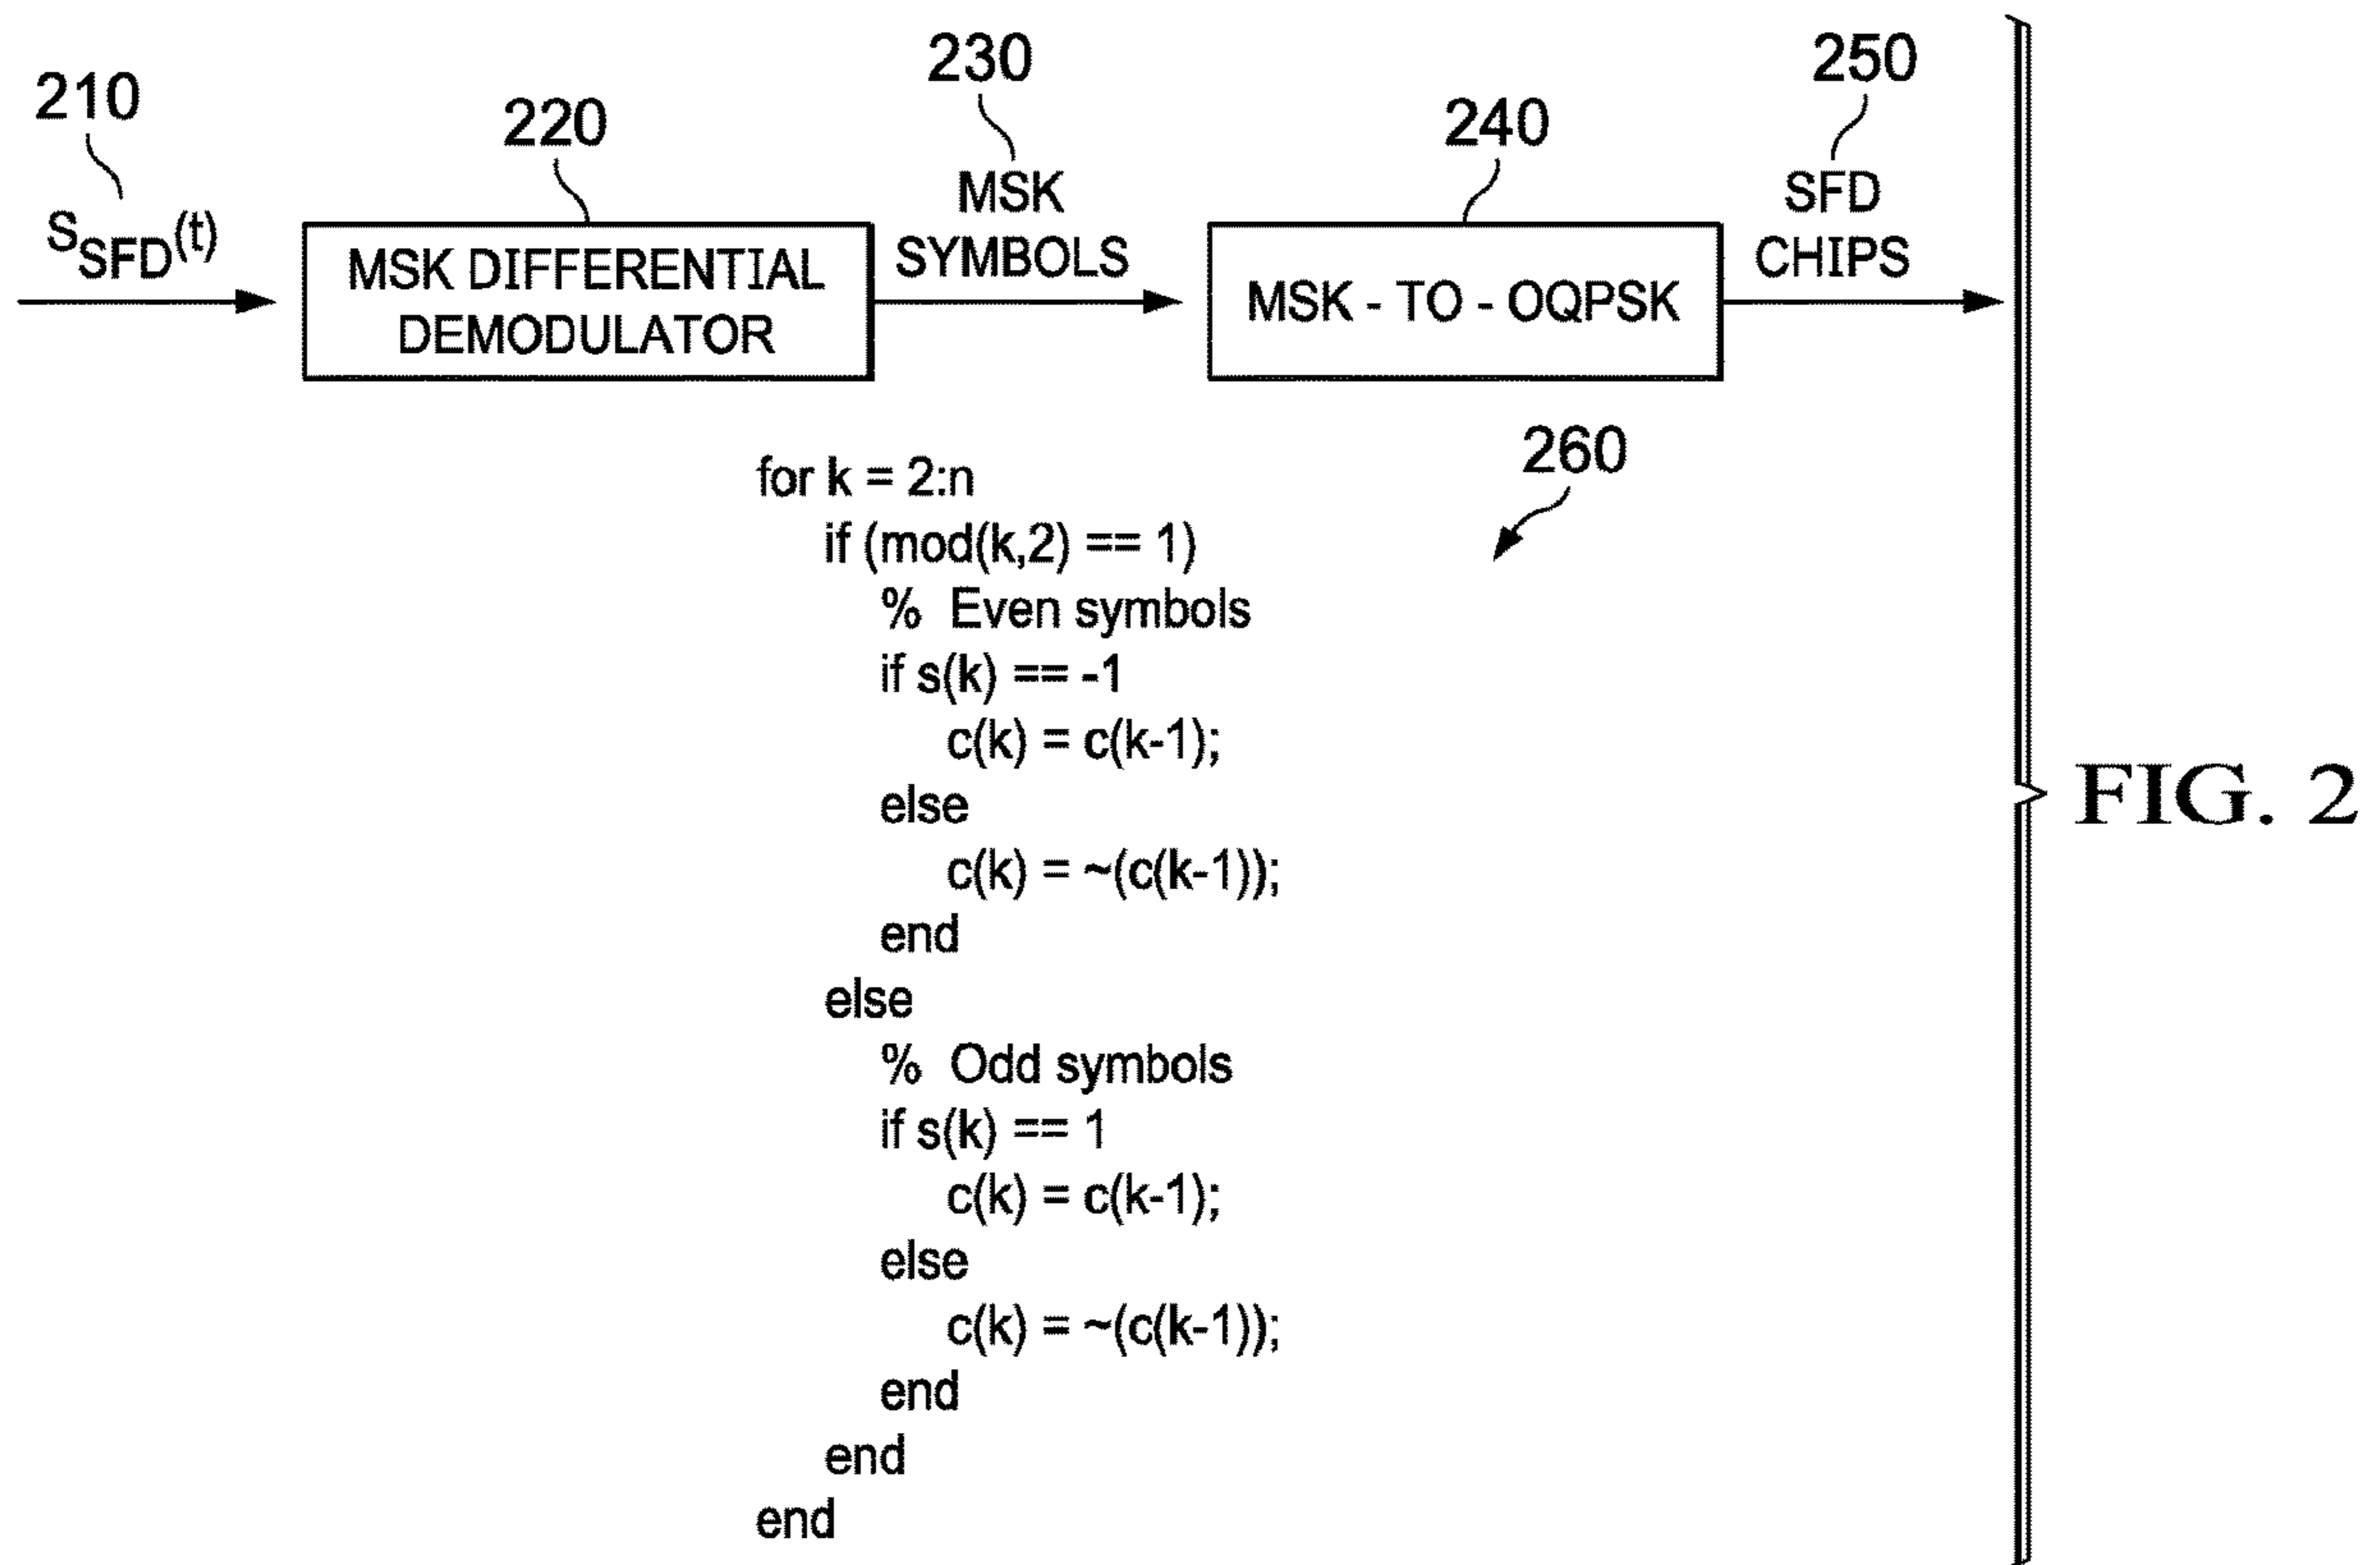 210
220
230
240
250
S_SFD(t)
MSK DIFFERENTIAL
DEMODULATOR
MSK
SYMBOLS
MSK - TO - OQPSK
SFD
CHIPS
260
for k = 2:n
if (mod(k,2) == 1)
% Even symbols
if s(k) == -1
c(k) = c(k-1);
else
c(k) = ~(c(k-1));
end
else
% Odd symbols
if s(k) == 1
c(k) = c(k-1);
else
c(k) = ~(c(k-1));
end
end
end
FIG. 2